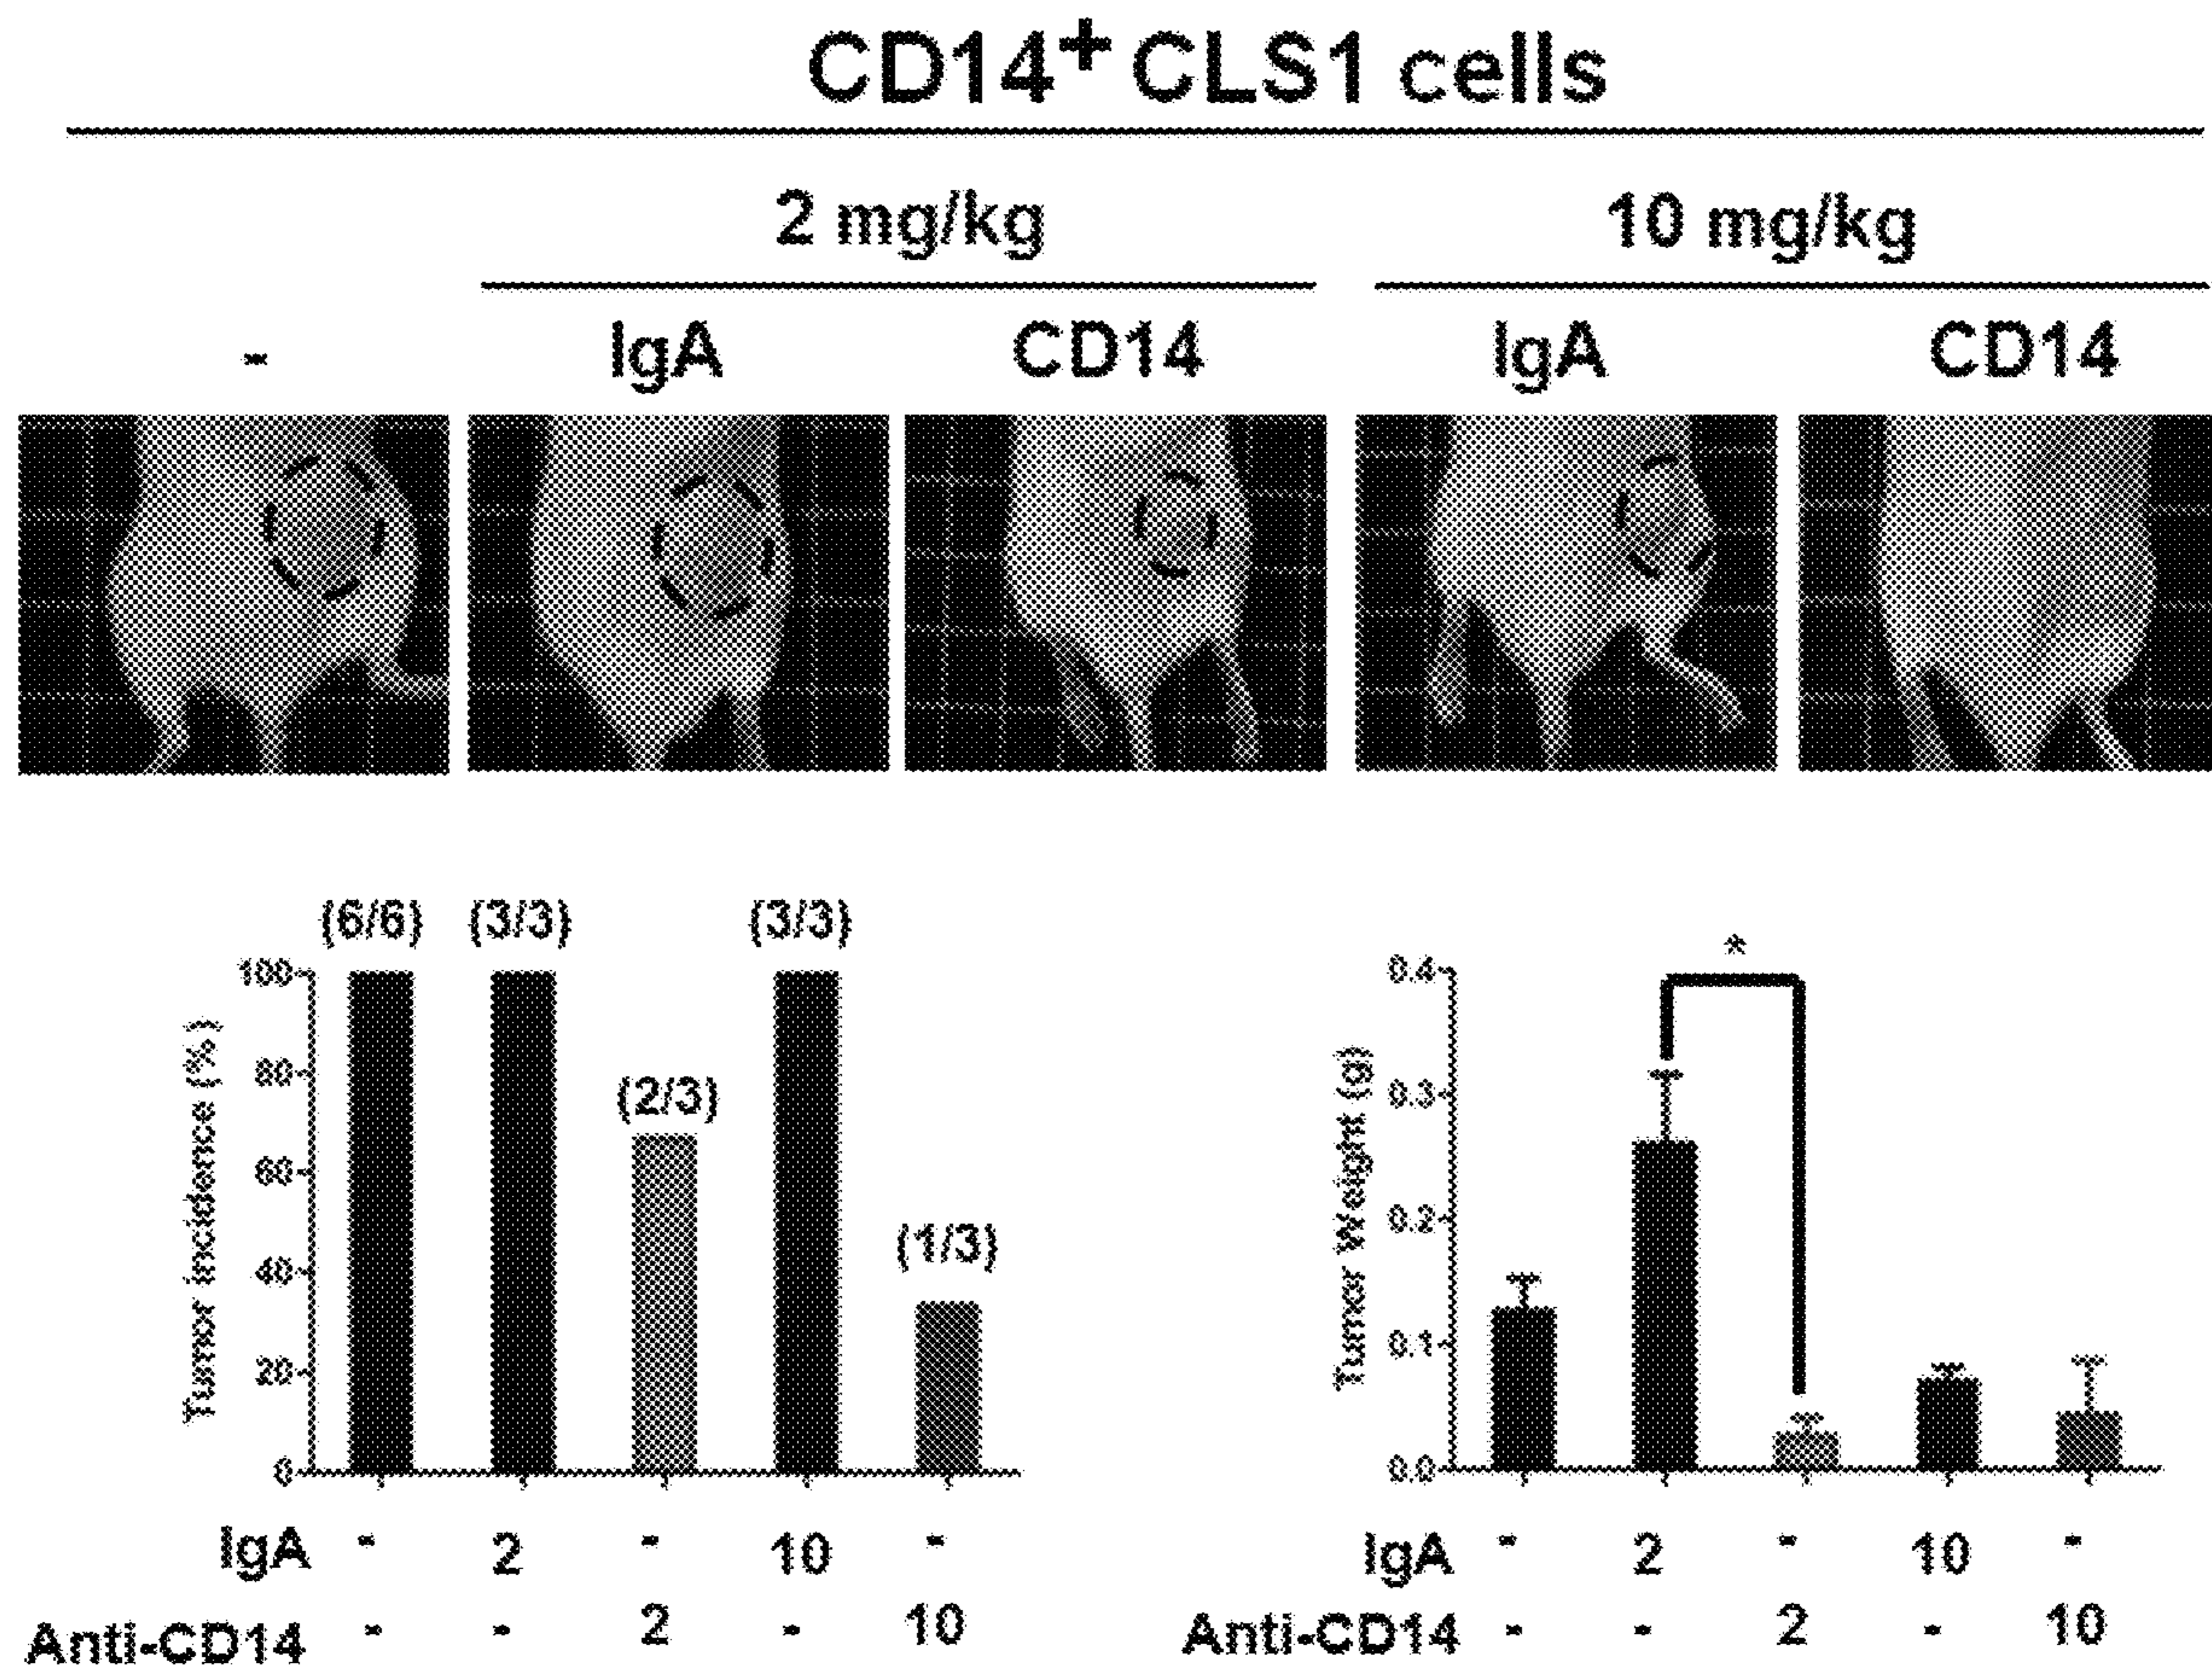 CD14+ CLS1 cells
2 mg/kg 10 mg/kg
- IgA CD14 IgA CD14
(6/6) (3/3) (2/3) (3/3) (1/3)
Tumor incidence (%)
100
80
60
40
20
0
IgA - 2 - 10 -
Anti-CD14 - - 2 - 10
*
Tumor Weight (g)
0.4
0.3
0.2
0.1
0.0
IgA - 2 - 10 -
Anti-CD14 - - 2 - 10